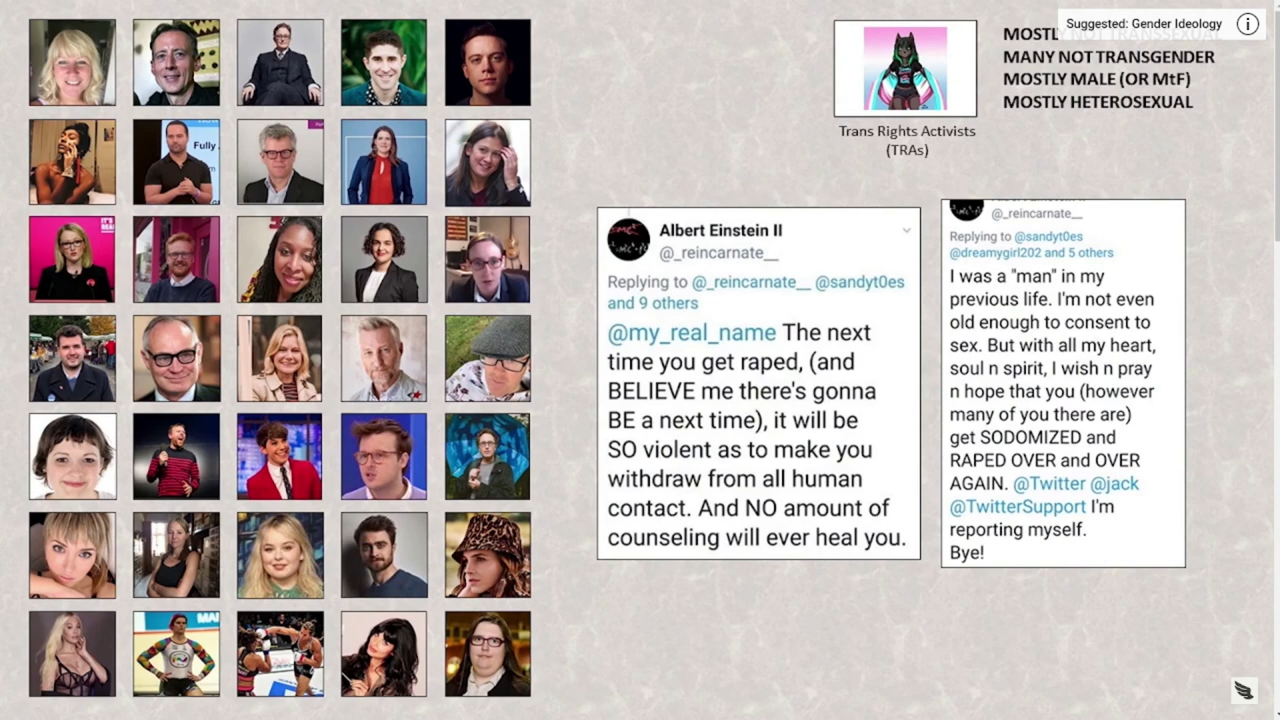 Suggested: Gender Ideology
MOSTLY NOT TRANSSEXUAL
MANY NOT TRANSGENDER
MOSTLY MALE (OR MtF)
MOSTLY HETEROSEXUAL
Trans Rights Activists
(TRAs)
Fully
Albert Einstein II
@_reincarnate__
Replying to @_reincarnate__ @sandyt0es
and 9 others
@my_real_name The next
time you get raped, (and
BELIEVE me there's gonna
BE a next time), it will be
SO violent as to make you
withdraw from all human
contact. And NO amount of
counseling will ever heal you.
@_reincarnate__
Replying to @sandyt0es
@dreamygirl202 and 5 others
I was a "man" in my
previous life. I'm not even
old enough to consent to
sex. But with all my heart,
soul n spirit, I wish n pray
n hope that you (however
many of you there are)
get SODOMIZED and
RAPED OVER and OVER
AGAIN. @Twitter @jack
@TwitterSupport I'm
reporting myself.
Bye!